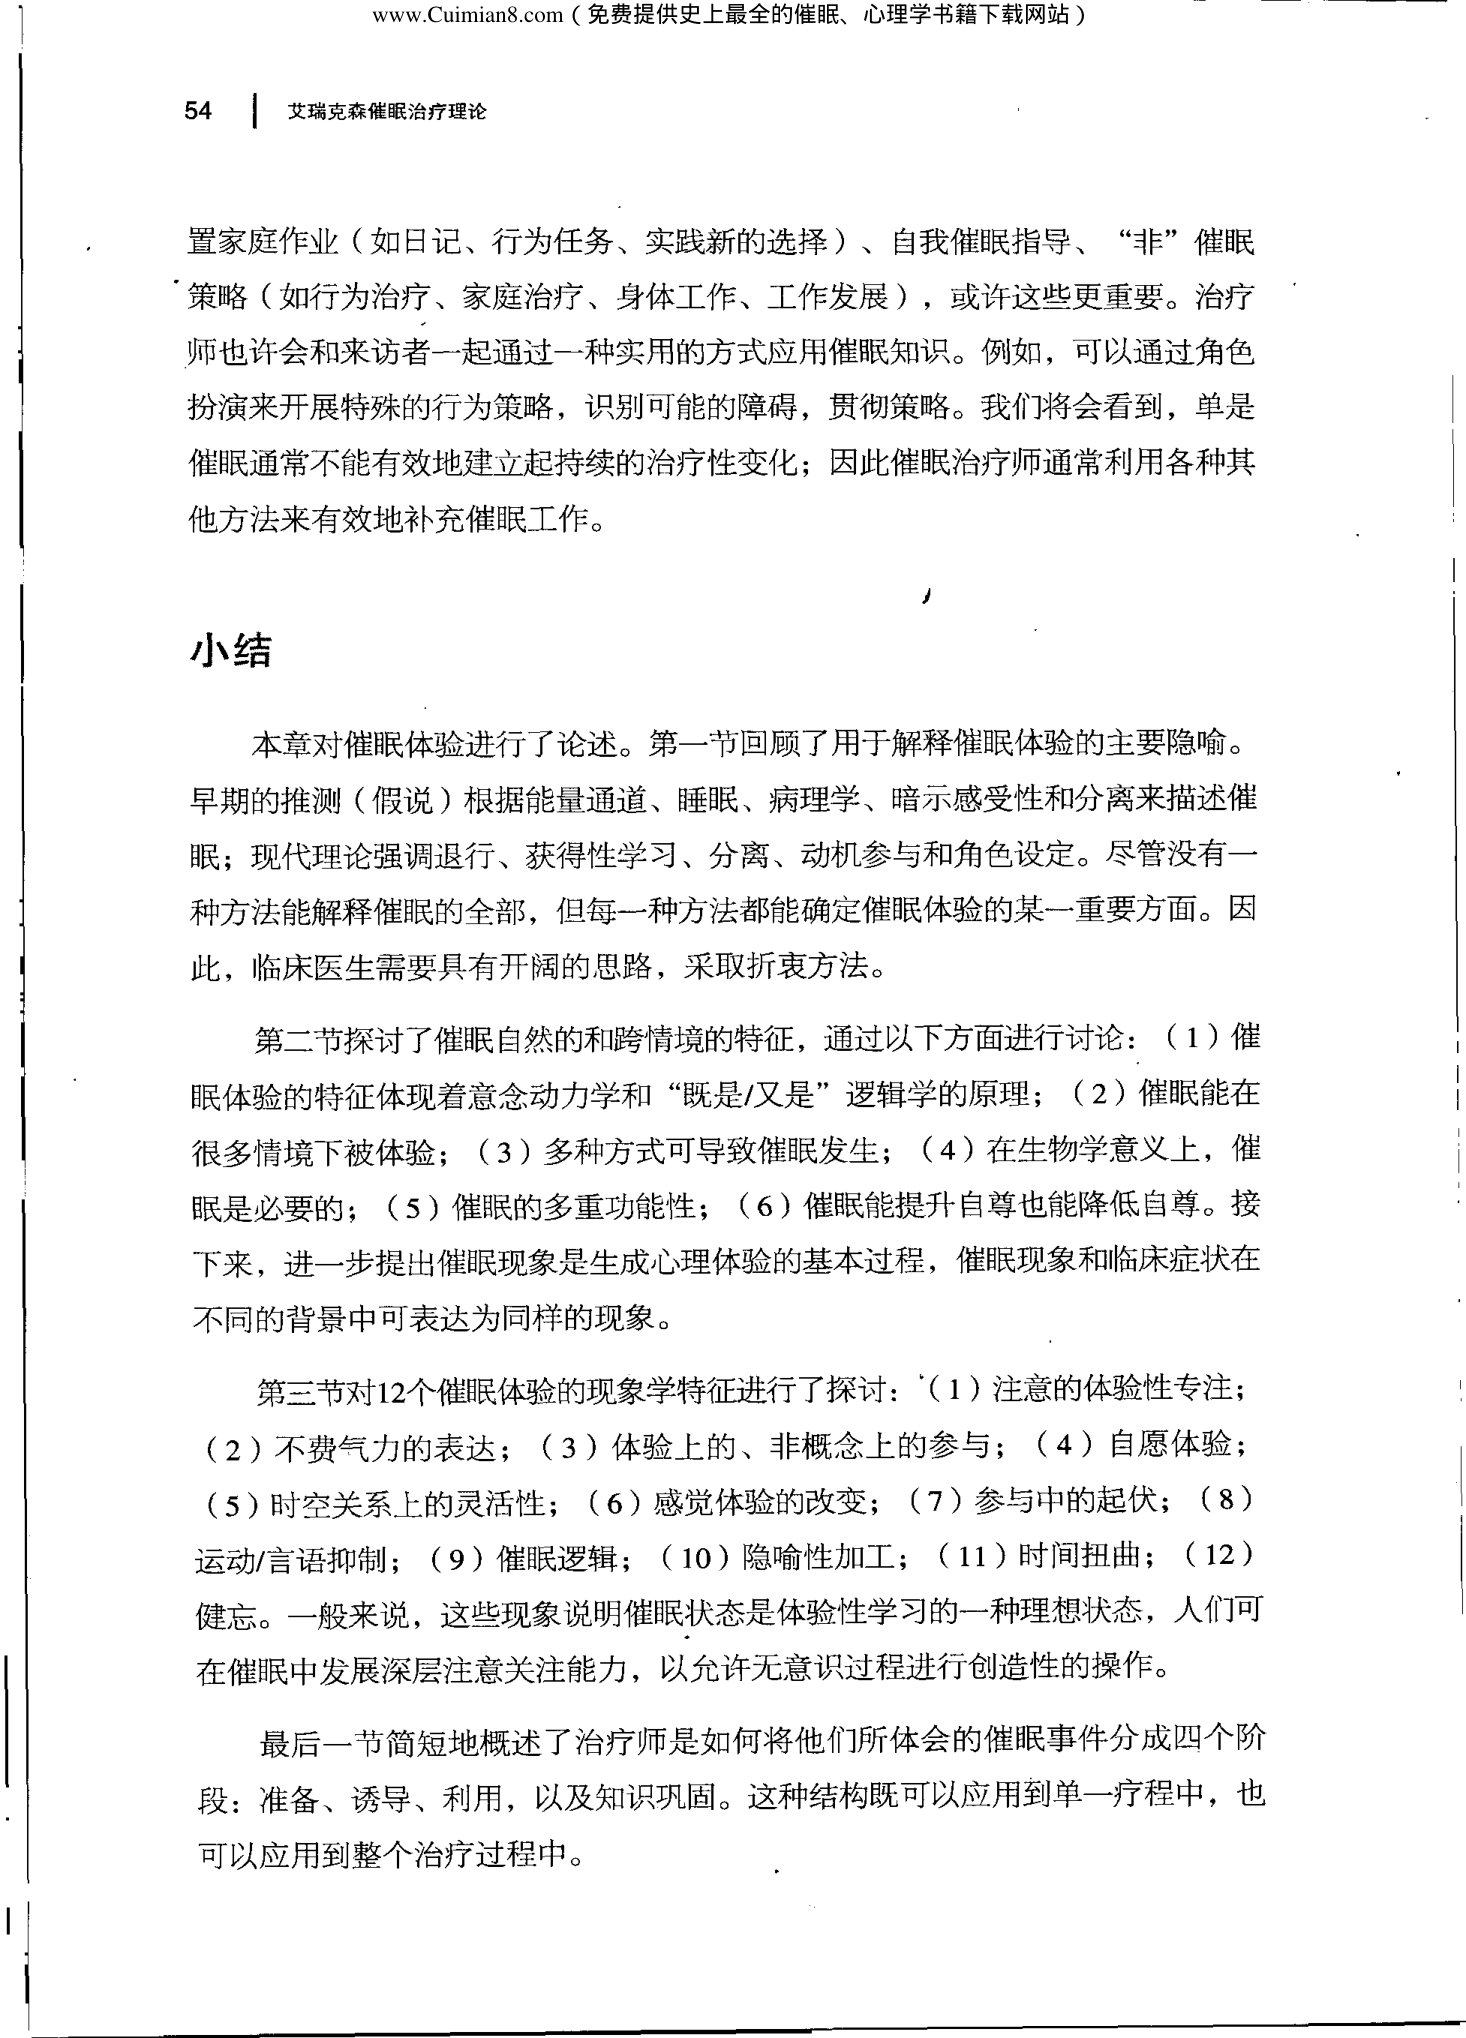 www.Cuimian8.com（免费提供史上最全的催眠、心理学书籍下载网站）
54 艾瑞克森催眠治疗理论
置家庭作业（如日记、行为任务、实践新的选择）、自我催眠指导、“非”催眠
策略（如行为治疗、家庭治疗、身体工作、工作发展），或许这些更重要。治疗
师也许会和来访者一起通过一种实用的方式应用催眠知识。例如，可以通过角色
扮演来开展特殊的行为策略，识别可能的障碍，贯彻策略。我们将会看到，单是
催眠通常不能有效地建立起持续的治疗性变化；因此催眠治疗师通常利用各种其
他方法来有效地补充催眠工作。
小结
本章对催眠体验进行了论述。第一节回顾了用于解释催眠体验的主要隐喻。
早期的推测（假说）根据能量通道、睡眠、病理学、暗示感受性和分离来描述催
眠；现代理论强调退行、获得性学习、分离、动机参与和角色设定。尽管没有一
种方法能解释催眠的全部，但每一种方法都能确定催眠体验的某一重要方面。因
此，临床医生需要具有开阔的思路，采取折衷方法。
第二节探讨了催眠自然的和跨情境的特征，通过以下方面进行讨论：（1）催
眠体验的特征体现着意念动力学和“既是/又是”逻辑学的原理；（2）催眠能在
很多情境下被体验；（3）多种方式可导致催眠发生；（4）在生物学意义上，催
眠是必要的；（5）催眠的多重功能性；（6）催眠能提升自尊也能降低自尊。接
下来，进一步提出催眠现象是生成心理体验的基本过程，催眠现象和临床症状在
不同的背景中可表达为同样的现象。
第三节对12个催眠体验的现象学特征进行了探讨：（1）注意的体验性专注；
（2）不费气力的表达；（3）体验上的、非概念上的参与；（4）自愿体验；
（5）时空关系上的灵活性；（6）感觉体验的改变；（7）参与中的起伏；（8）
运动/言语抑制；（9）催眠逻辑；（10）隐喻性加工；（11）时间扭曲；（12）
健忘。一般来说，这些现象说明催眠状态是体验性学习的一种理想状态，人们可
在催眠中发展深层注意关注能力，以允许无意识过程进行创造性的操作。
最后一节简短地概述了治疗师是如何将他们所体会的催眠事件分成四个阶
段：准备、诱导、利用，以及知识巩固。这种结构既可以应用到单一疗程中，也
可以应用到整个治疗过程中。